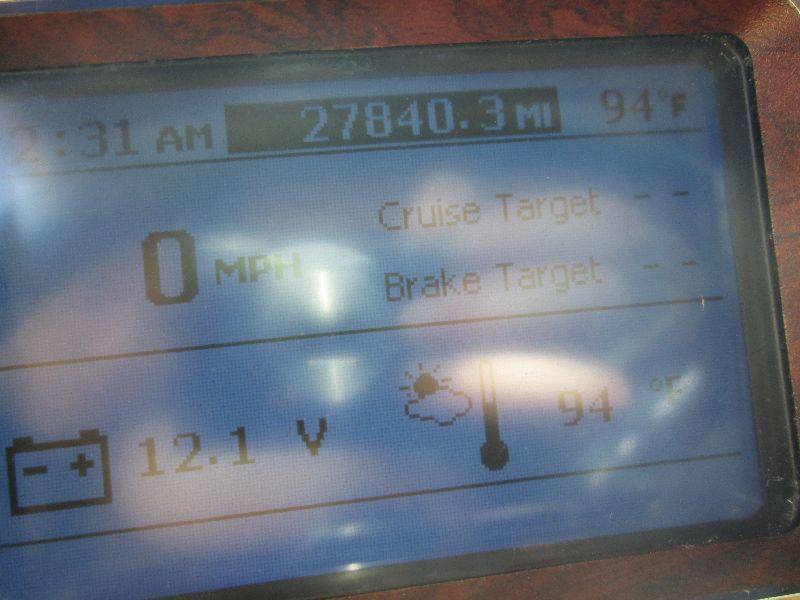 2:31 AM 27840.3 MI 94°F
Cruise Target --
0 MPH
Brake Target --
12.1 V 94 °F